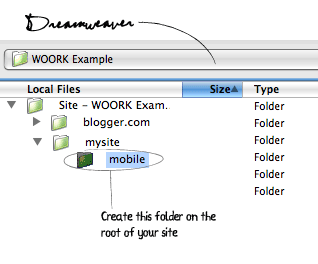 Dreamweaver
WOORK Example
Local Files Size Type
Site - WOORK Exam. Folder
blogger.com Folder
mysite Folder
mobile Folder
Folder
Folder
Create this folder on the
root of your site